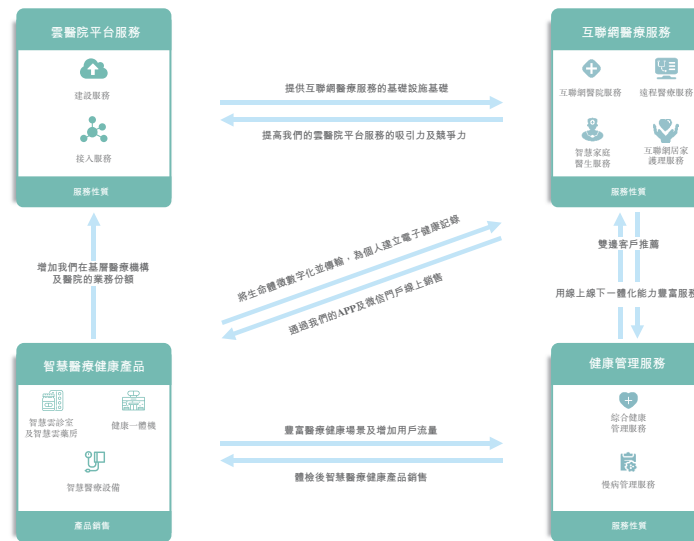 雲醫院平台服務
建設服務
接入服務
服務性質
互聯網醫療服務
互聯網醫院服務
遠程醫療服務
智慧家庭
醫生服務
互聯網居家
護理服務
服務性質
提供互聯網醫療服務的基礎設施基礎
提高我們的雲醫院平台服務的吸引力及競爭力
增加我們在基層醫療機構
及醫院的業務份額
將生命體徵數字化並傳輸，為個人建立電子健康記錄
通過我們的APP及微信門戶線上銷售
雙邊客戶推薦
用線上線下一體化能力豐富服務
智慧醫療健康產品
智慧雲診室
及智慧雲藥房
健康一體機
智慧醫療設備
產品銷售
豐富醫療健康場景及增加用戶流量
體檢後智慧醫療健康產品銷售
健康管理服務
綜合健康
管理服務
慢病管理服務
服務性質